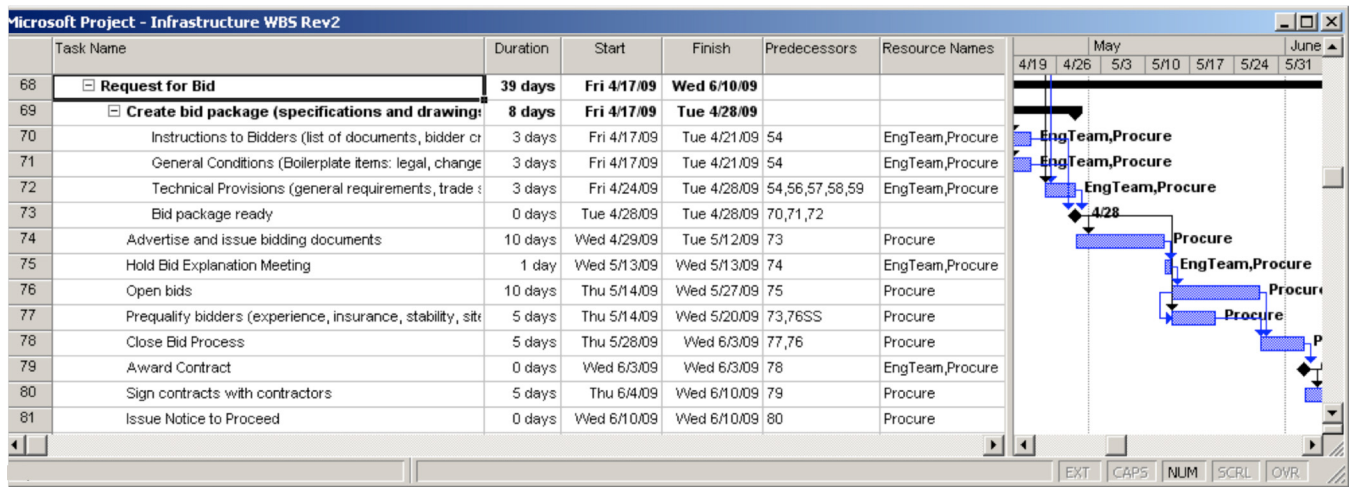 Microsoft Project - Infrastructure WBS Rev2
Task Name Duration Start Finish Predecessors Resource Names May June
4/19 4/26 5/3 5/10 5/17 5/24 5/31
68 Request for Bid 39 days Fri 4/17/09 Wed 6/10/09
69 Create bid package (specifications and drawings 8 days Fri 4/17/09 Tue 4/28/09
70 Instructions to Bidders (list of documents, bidder cr 3 days Fri 4/17/09 Tue 4/21/09 54 EngTeam,Procure EngTeam,Procure
71 General Conditions (Boilerplate items: legal, change 3 days Fri 4/17/09 Tue 4/21/09 54 EngTeam,Procure EngTeam,Procure
72 Technical Provisions (general requirements, trade s 3 days Fri 4/24/09 Tue 4/28/09 54,56,57,58,59 EngTeam,Procure EngTeam,Procure
73 Bid package ready 0 days Tue 4/28/09 Tue 4/28/09 70,71,72 4/28
74 Advertise and issue bidding documents 10 days Wed 4/29/09 Tue 5/12/09 73 Procure Procure
75 Hold Bid Explanation Meeting 1 day Wed 5/13/09 Wed 5/13/09 74 EngTeam,Procure EngTeam,Procure
76 Open bids 10 days Thu 5/14/09 Wed 5/27/09 75 Procure Procure
77 Prequalify bidders (experience, insurance, stability, site 5 days Thu 5/14/09 Wed 5/20/09 73,76SS Procure Procure
78 Close Bid Process 5 days Thu 5/28/09 Wed 6/3/09 77,76 Procure P
79 Award Contract 0 days Wed 6/3/09 Wed 6/3/09 78 EngTeam,Procure
80 Sign contracts with contractors 5 days Thu 6/4/09 Wed 6/10/09 79 Procure
81 Issue Notice to Proceed 0 days Wed 6/10/09 Wed 6/10/09 80 Procure
EXT CAPS NUM SCRL OVR